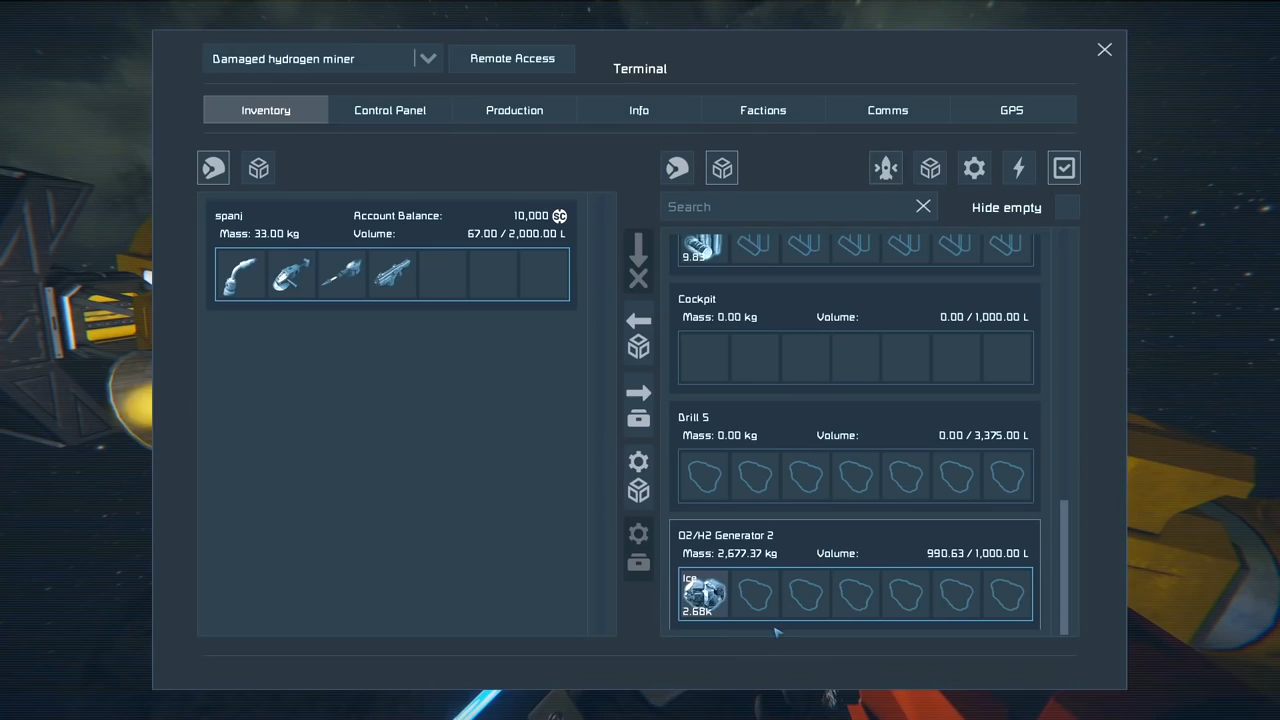 Damaged hydrogen miner
Remote Access
Terminal
Inventory
Control Panel
Production
Info
Factions
Comms
GPS
spanj
Account Balance:
10,000 SC
Mass: 33.00 kg
Volume:
67.00 / 2,000.00 L
Search
Hide empty
9.83
Cockpit
Mass: 0.00 kg
Volume:
0.00 / 1,000.00 L
Drill 5
Mass: 0.00 kg
Volume:
0.00 / 3,375.00 L
O2/H2 Generator 2
Mass: 2,677.37 kg
Volume:
990.63 / 1,000.00 L
Ice
2.68k